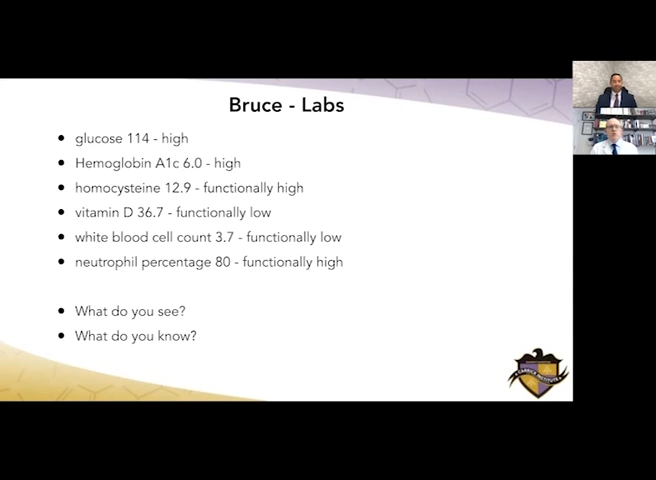 Bruce - Labs
• glucose 114 - high
• Hemoglobin A1c 6.0 - high
• homocysteine 12.9 - functionally high
• vitamin D 36.7 - functionally low
• white blood cell count 3.7 - functionally low
• neutrophil percentage 80 - functionally high
• What do you see?
• What do you know?
CARRICK INSTITUTE